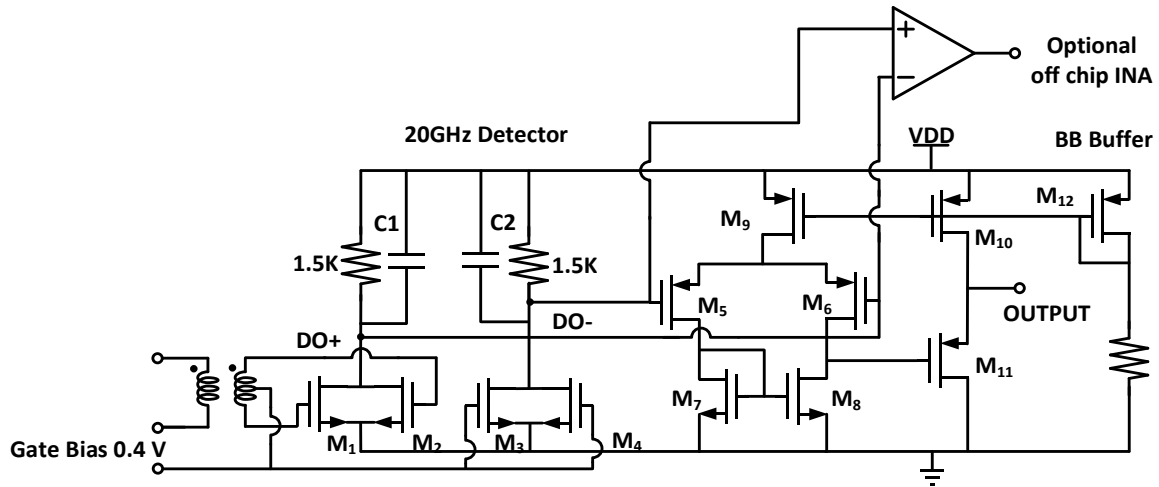 +
Optional
off chip INA
−
20GHz Detector
VDD
BB Buffer
M12
C1
C2
M9
M10
1.5K
1.5K
M5
M6
OUTPUT
DO+
DO-
M11
M7
M8
M1
M2
M3
M4
Gate Bias 0.4 V